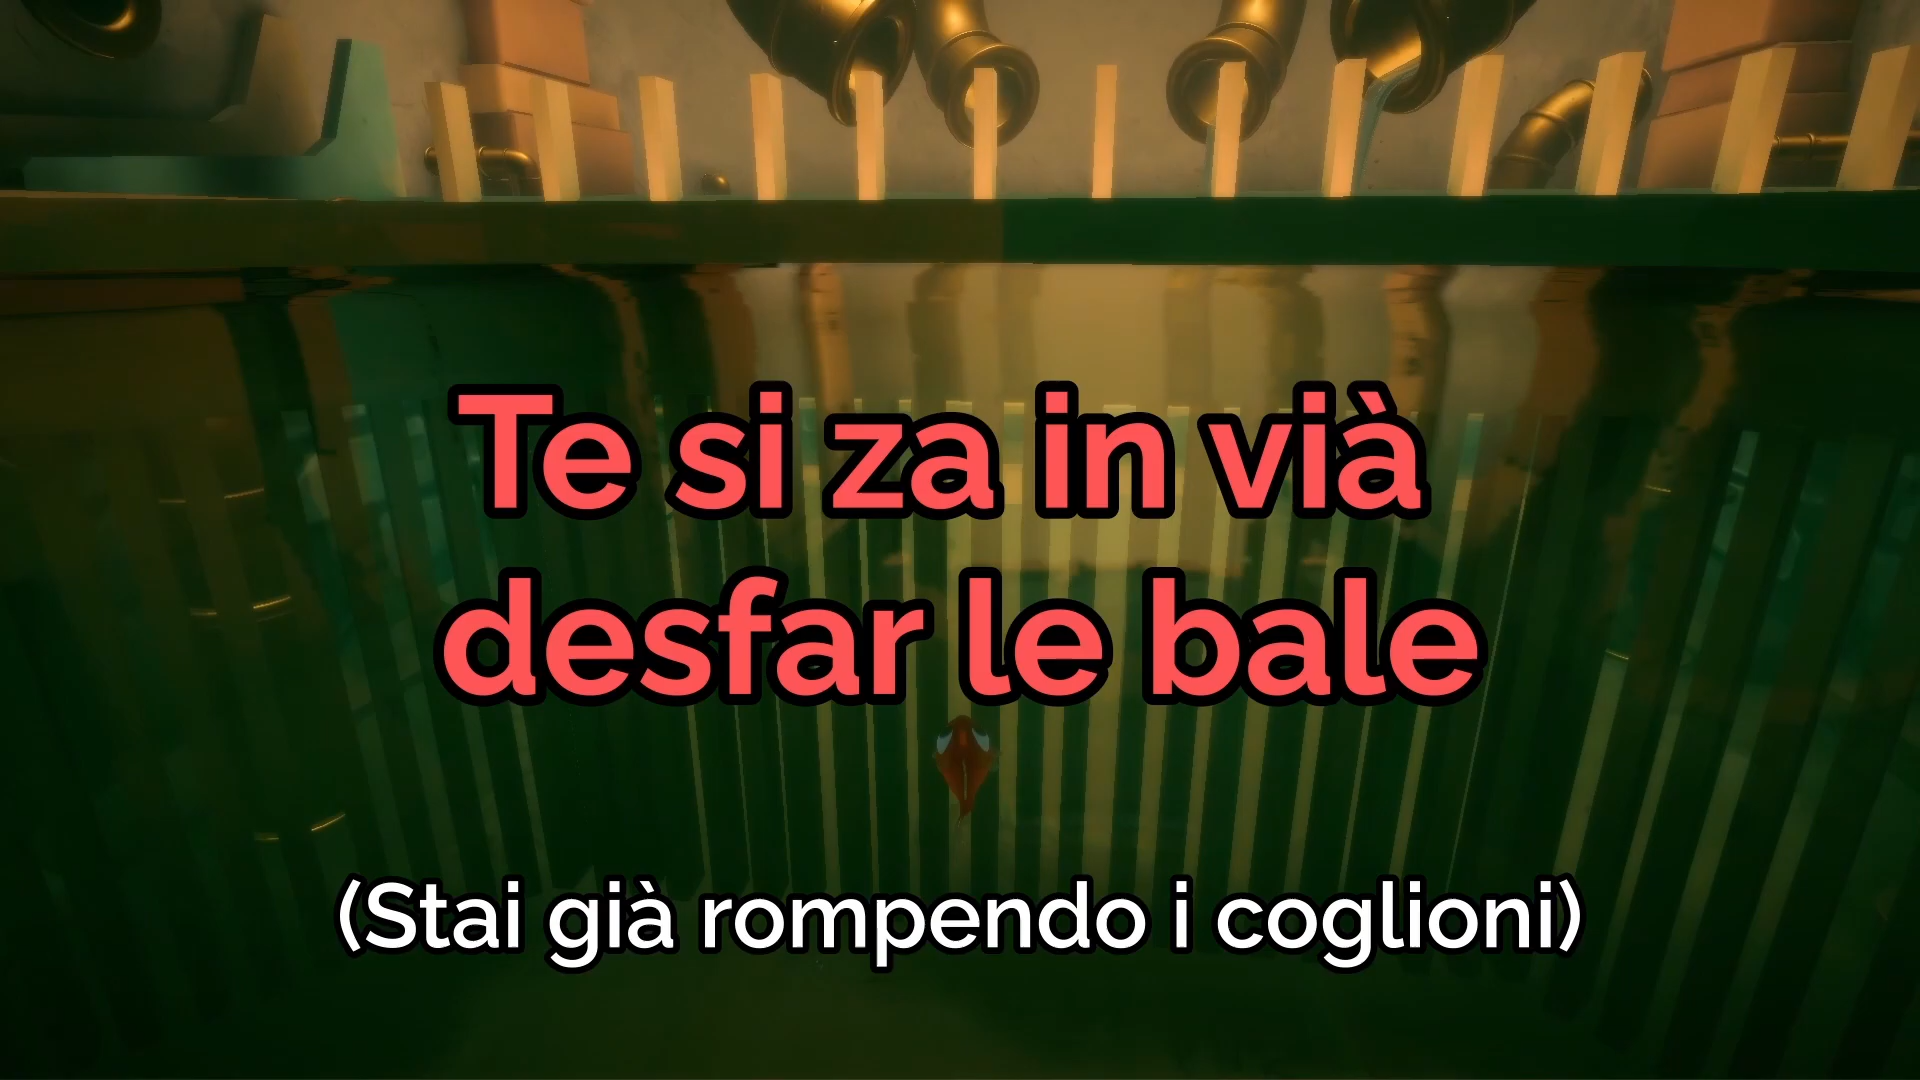 Te si za in vià
desfar le bale
(Stai già rompendo i coglioni)